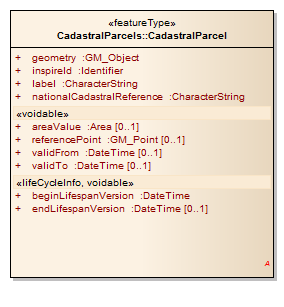 «featureType»
CadastralParcels::CadastralParcel
+ geometry :GM_Object
+ inspireId :Identifier
+ label :CharacterString
+ nationalCadastralReference :CharacterString
«voidable»
+ areaValue :Area [0..1]
+ referencePoint :GM_Point [0..1]
+ validFrom :DateTime [0..1]
+ validTo :DateTime [0..1]
«lifeCycleInfo, voidable»
+ beginLifespanVersion :DateTime
+ endLifespanVersion :DateTime [0..1]
A